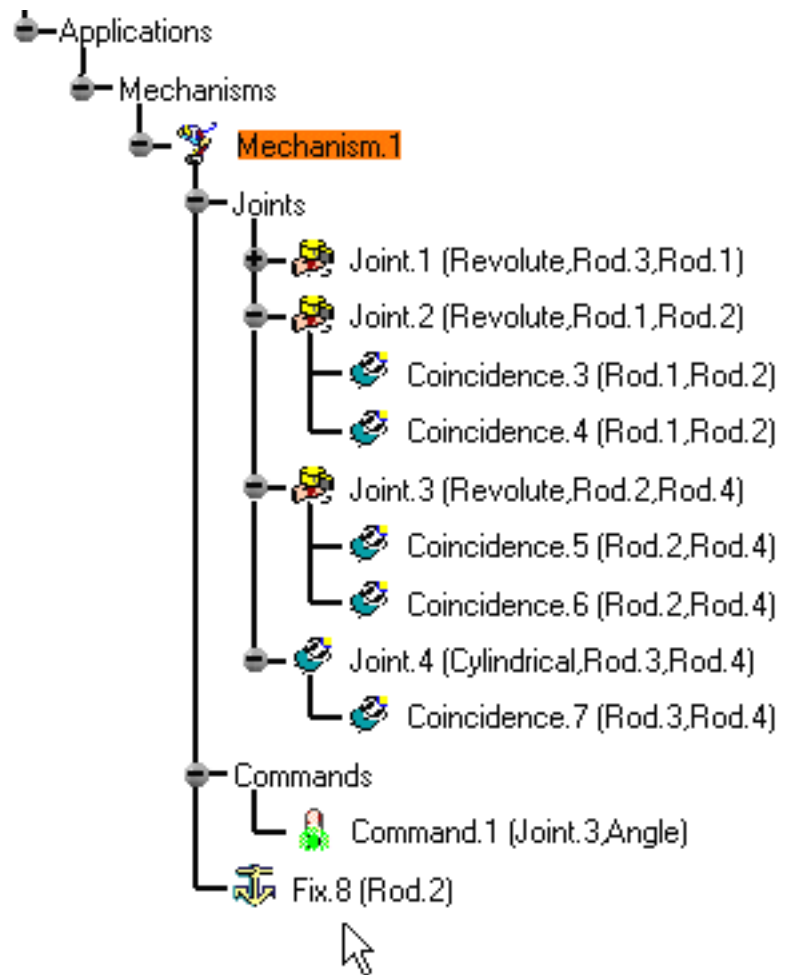 Applications
Mechanisms
Mechanism.1
Joints
Joint.1 (Revolute,Rod.3,Rod.1)
Joint.2 (Revolute,Rod.1,Rod.2)
Coincidence.3 (Rod.1,Rod.2)
Coincidence.4 (Rod.1,Rod.2)
Joint.3 (Revolute,Rod.2,Rod.4)
Coincidence.5 (Rod.2,Rod.4)
Coincidence.6 (Rod.2,Rod.4)
Joint.4 (Cylindrical,Rod.3,Rod.4)
Coincidence.7 (Rod.3,Rod.4)
Commands
Command.1 (Joint.3,Angle)
Fix.8 (Rod.2)